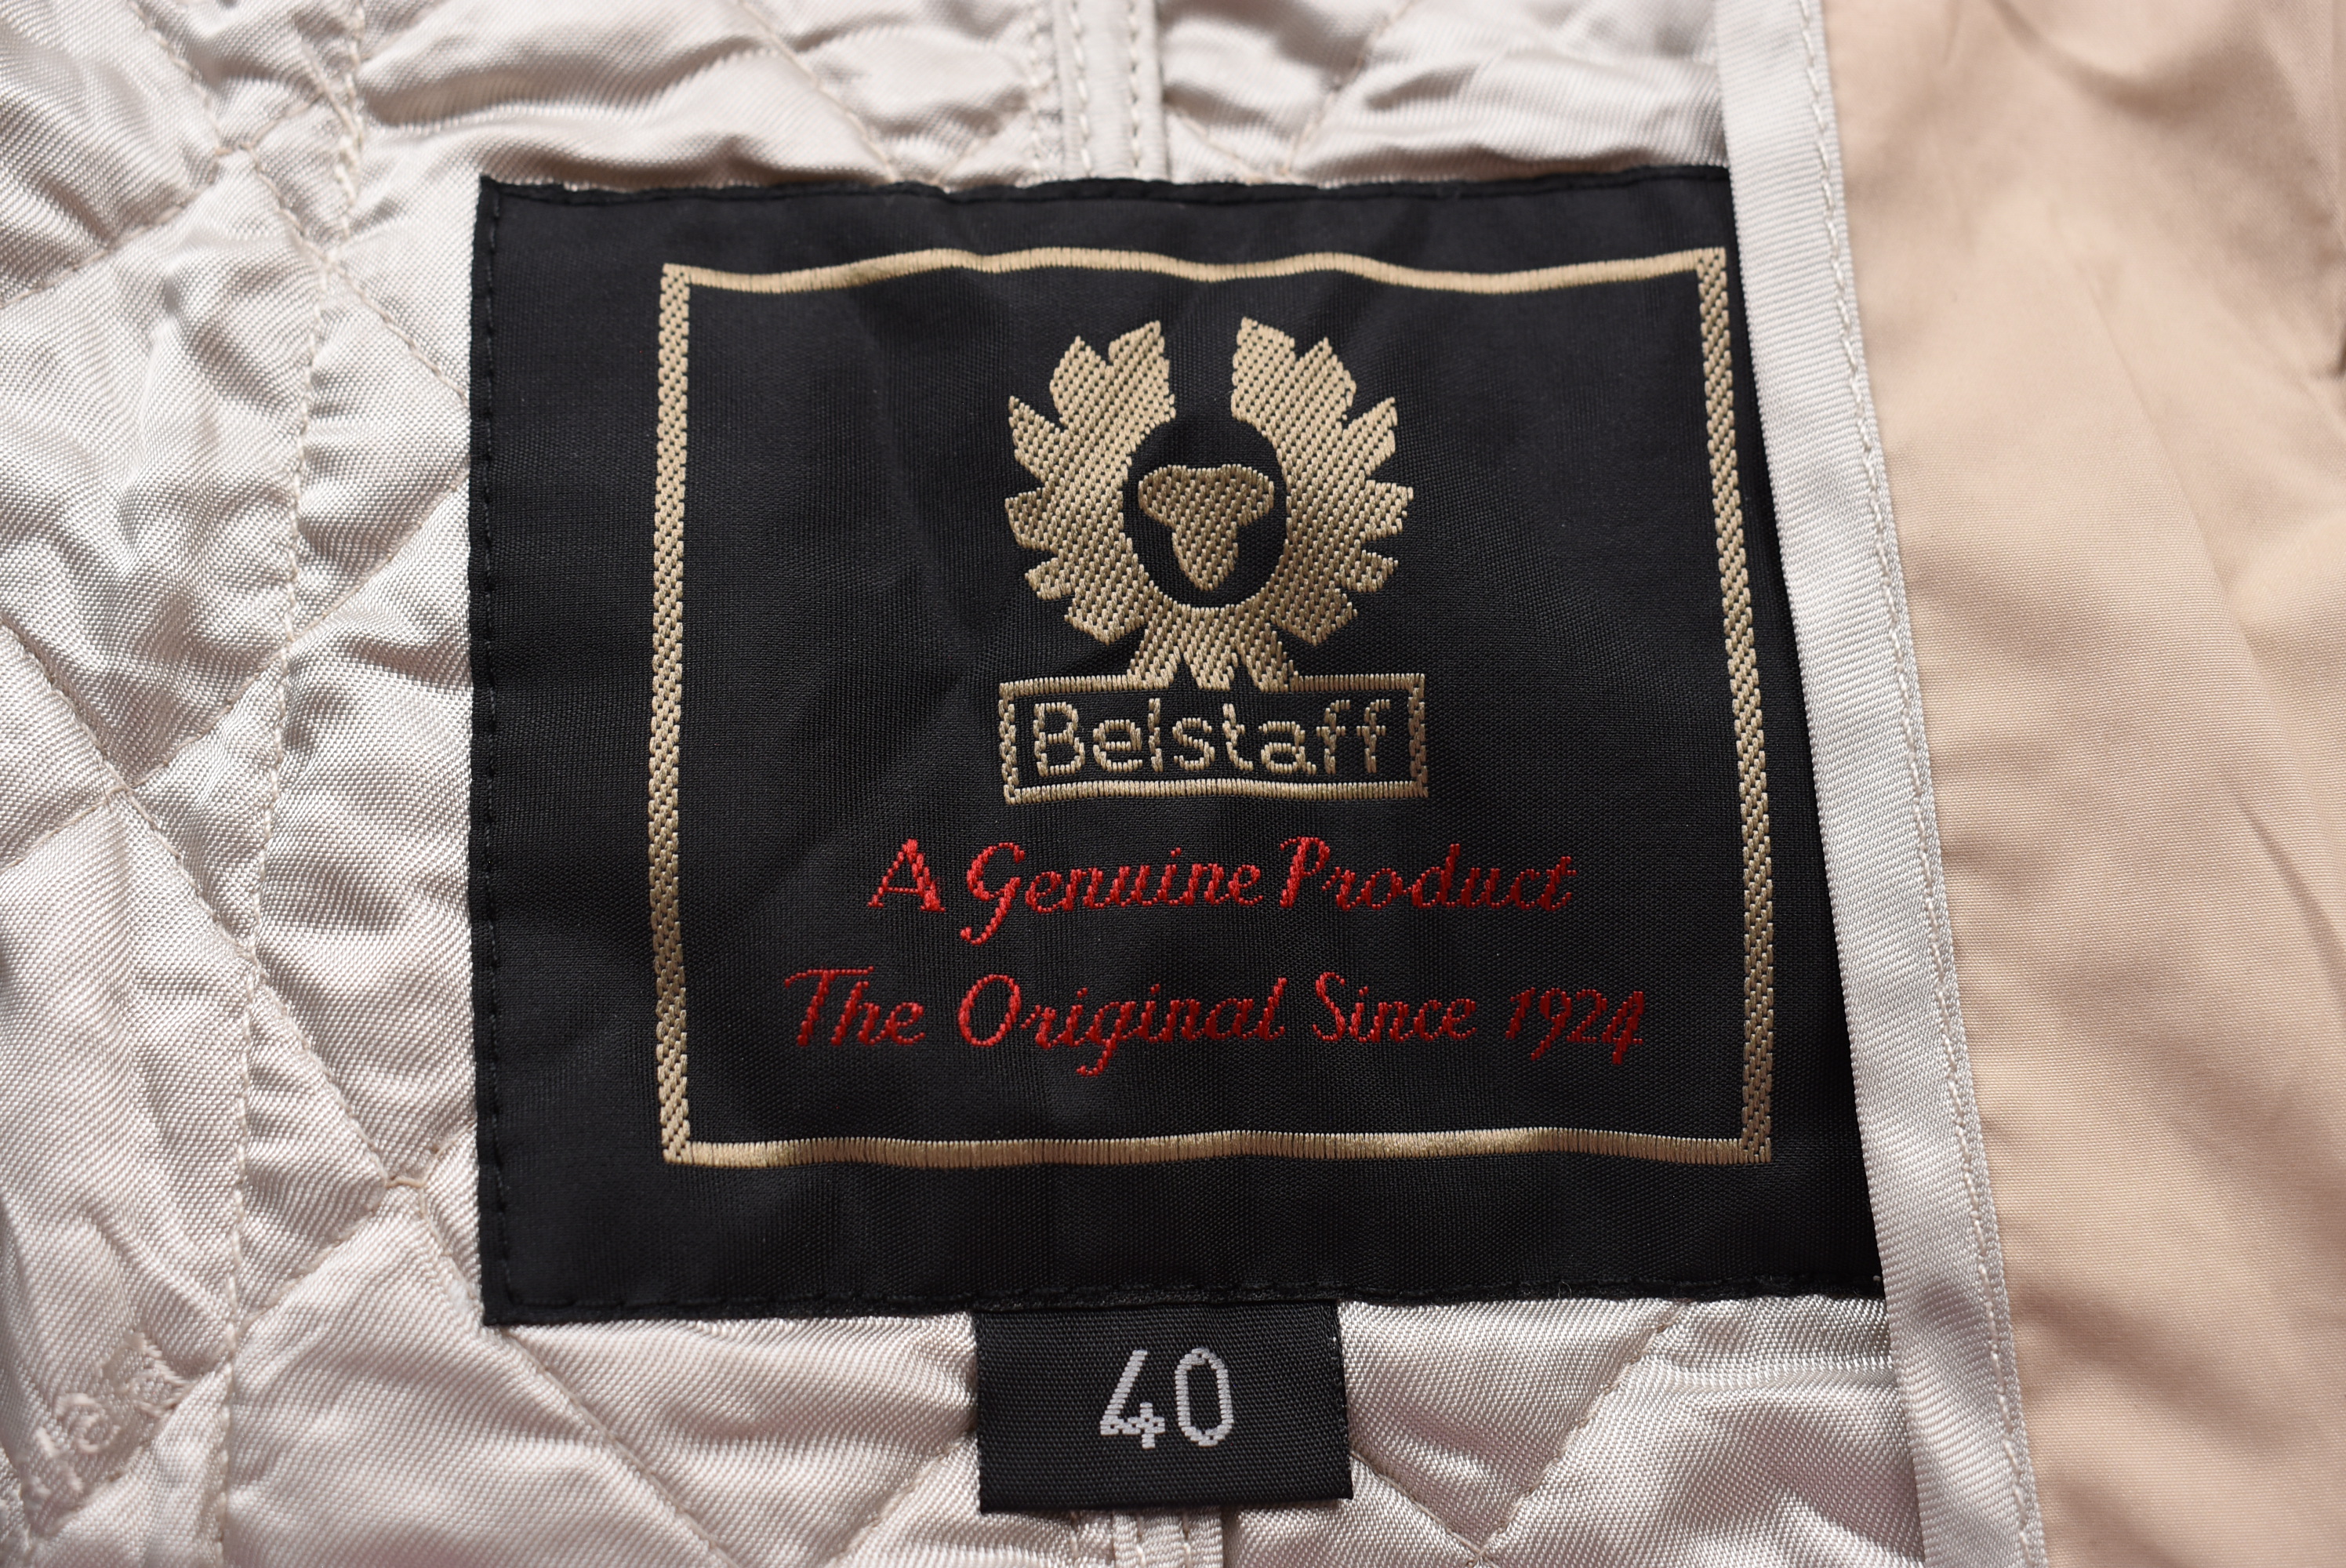 Belstaff
A Genuine Product
The Original Since 1924
40